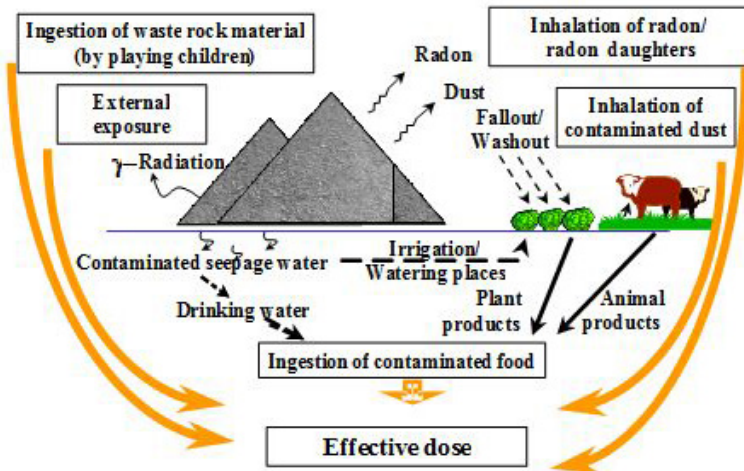 Ingestion of waste rock material
(by playing children)
Inhalation of radon/
radon daughters
Radon
External
exposure
Dust
Inhalation of
contaminated dust
Fallout/
Washout
γ-Radiation
Contaminated seepage water
Irrigation/
Watering places
Drinking water
Plant
products
Animal
products
Ingestion of contaminated food
Effective dose